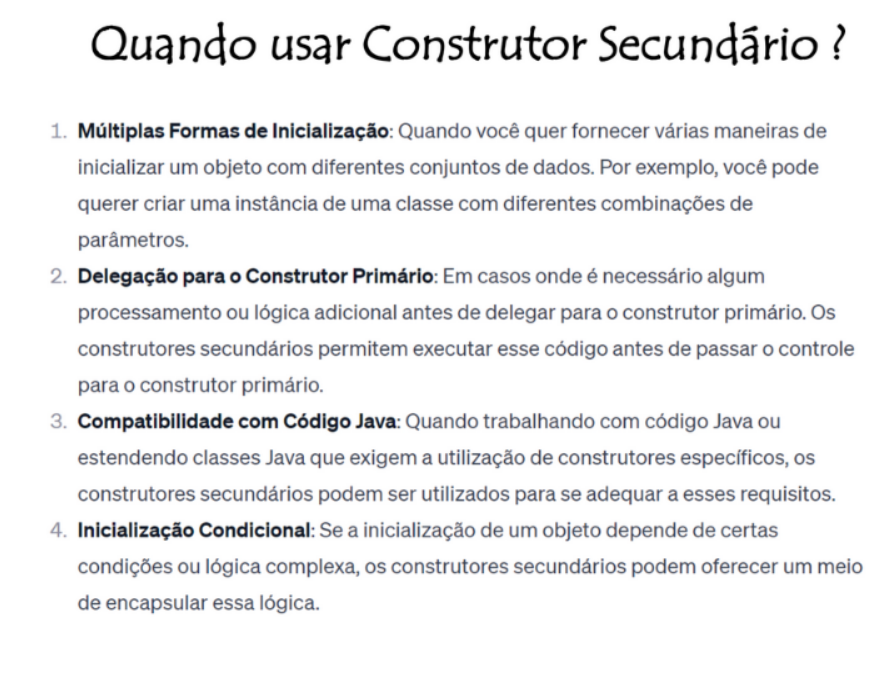 Quando usar Construtor Secundário ?
1. Múltiplas Formas de Inicialização: Quando você quer fornecer várias maneiras de
inicializar um objeto com diferentes conjuntos de dados. Por exemplo, você pode
querer criar uma instância de uma classe com diferentes combinações de
parâmetros.
2. Delegação para o Construtor Primário: Em casos onde é necessário algum
processamento ou lógica adicional antes de delegar para o construtor primário. Os
construtores secundários permitem executar esse código antes de passar o controle
para o construtor primário.
3. Compatibilidade com Código Java: Quando trabalhando com código Java ou
estendendo classes Java que exigem a utilização de construtores específicos, os
construtores secundários podem ser utilizados para se adequar a esses requisitos.
4. Inicialização Condicional: Se a inicialização de um objeto depende de certas
condições ou lógica complexa, os construtores secundários podem oferecer um meio
de encapsular essa lógica.